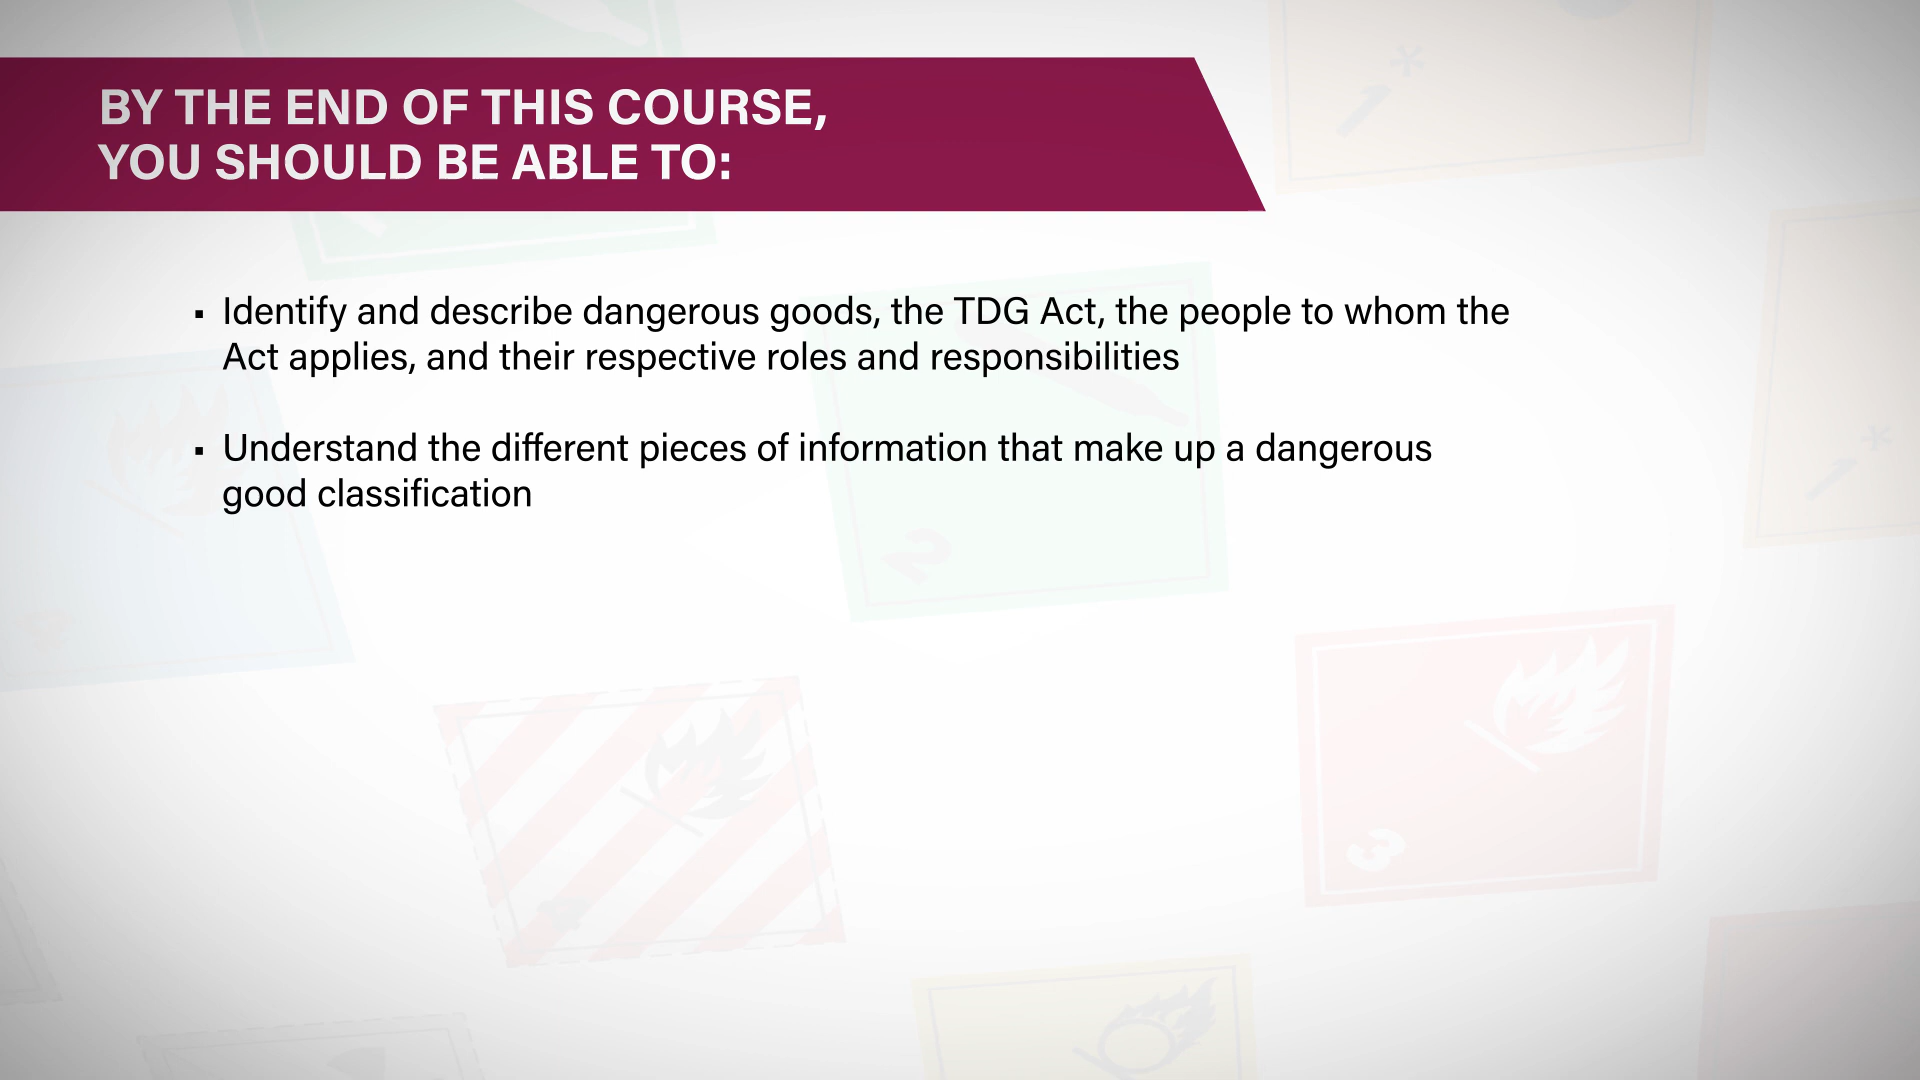 BY THE END OF THIS COURSE,
YOU SHOULD BE ABLE TO:
▪ Identify and describe dangerous goods, the TDG Act, the people to whom the
Act applies, and their respective roles and responsibilities
▪ Understand the different pieces of information that make up a dangerous
good classification
2
3